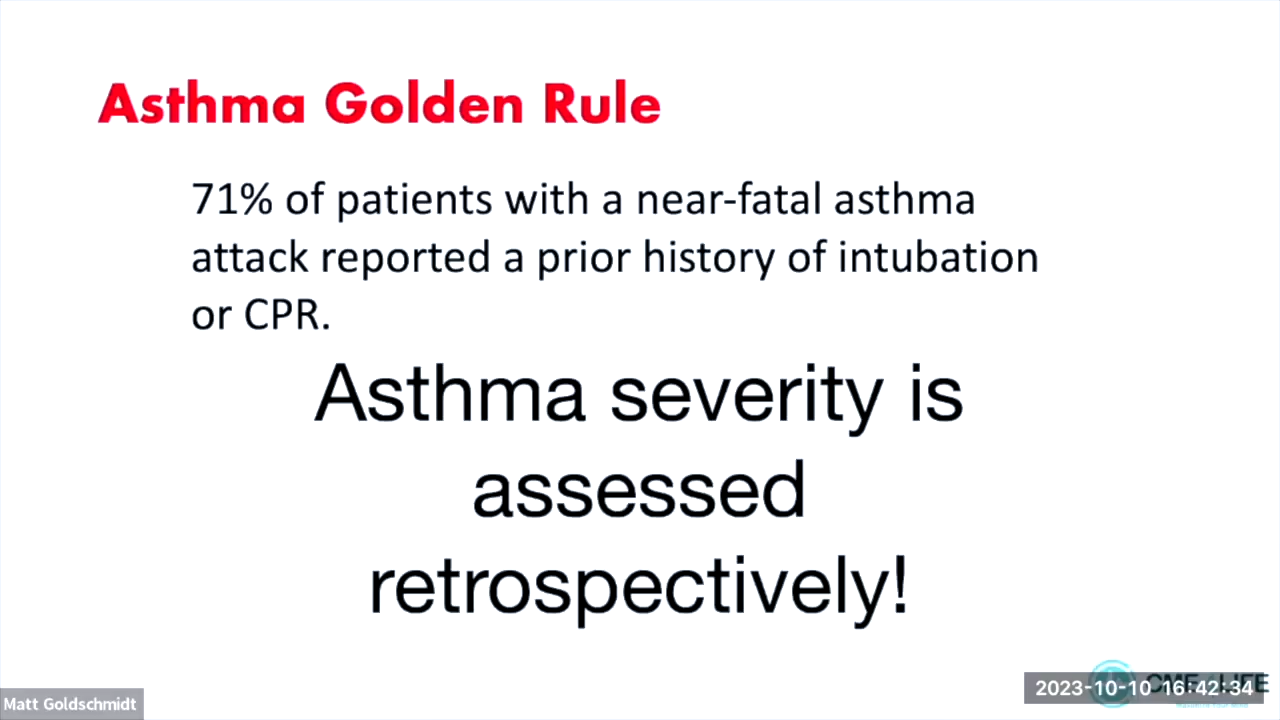 Asthma Golden Rule
71% of patients with a near-fatal asthma
attack reported a prior history of intubation
or CPR.
Asthma severity is
assessed
retrospectively!
Matt Goldschmidt
2023-10-10 16:42:34
CME4LIFE